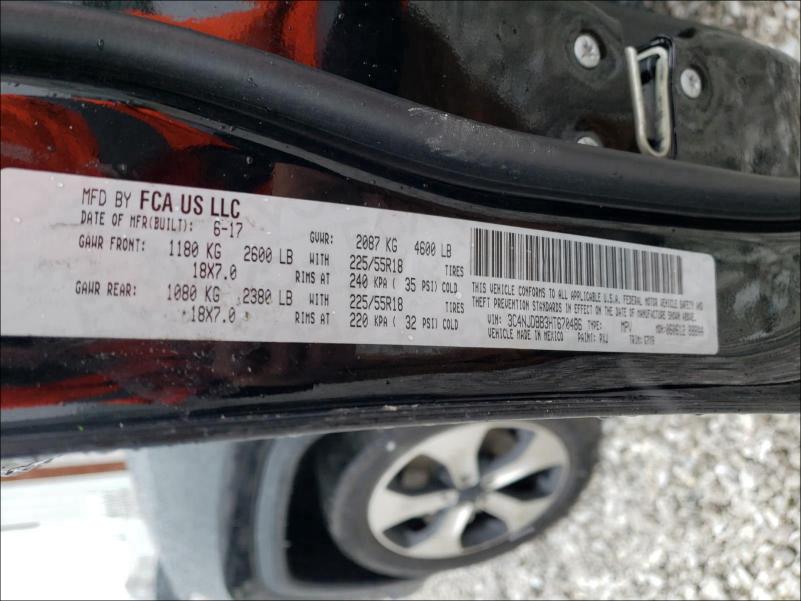 MFD BY FCA US LLC
DATE OF MFR(BUILT): 6-17
GVWR: 2087 KG 4600 LB
GAWR FRONT: 1180 KG 2600 LB WITH 225/55R18 TIRES
18X7.0 RIMS AT 240 KPA ( 35 PSI) COLD
GAWR REAR: 1080 KG 2380 LB WITH 225/55R18 TIRES
18X7.0 RIMS AT 220 KPA ( 32 PSI) COLD
THIS VEHICLE CONFORMS TO ALL APPLICABLE U.S.A. FEDERAL MOTOR VEHICLE SAFETY AND
THEFT PREVENTION STANDARDS IN EFFECT ON THE DATE OF MANUFACTURE SHOWN ABOVE.
VIN: 3C4NJDBB3HT670486 TYPE: MPV MDH:
VEHICLE MADE IN MEXICO PAINT: PXJ TRIM: